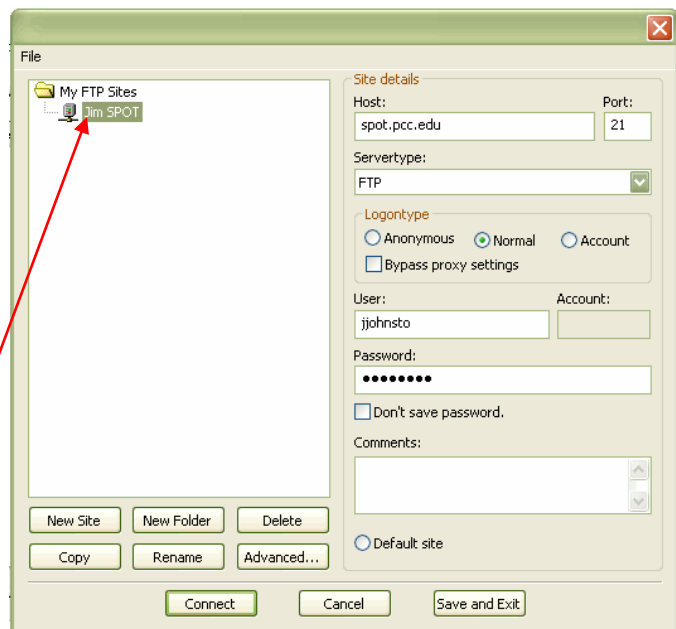 File
My FTP Sites
Jim SPOT
New Site New Folder Delete
Copy Rename Advanced...
Site details
Host: Port:
spot.pcc.edu 21
Servertype:
FTP
Logontype
Anonymous Normal Account
Bypass proxy settings
User: Account:
jjohnsto
Password:
••••••••
Don't save password.
Comments:
Default site
Connect Cancel Save and Exit